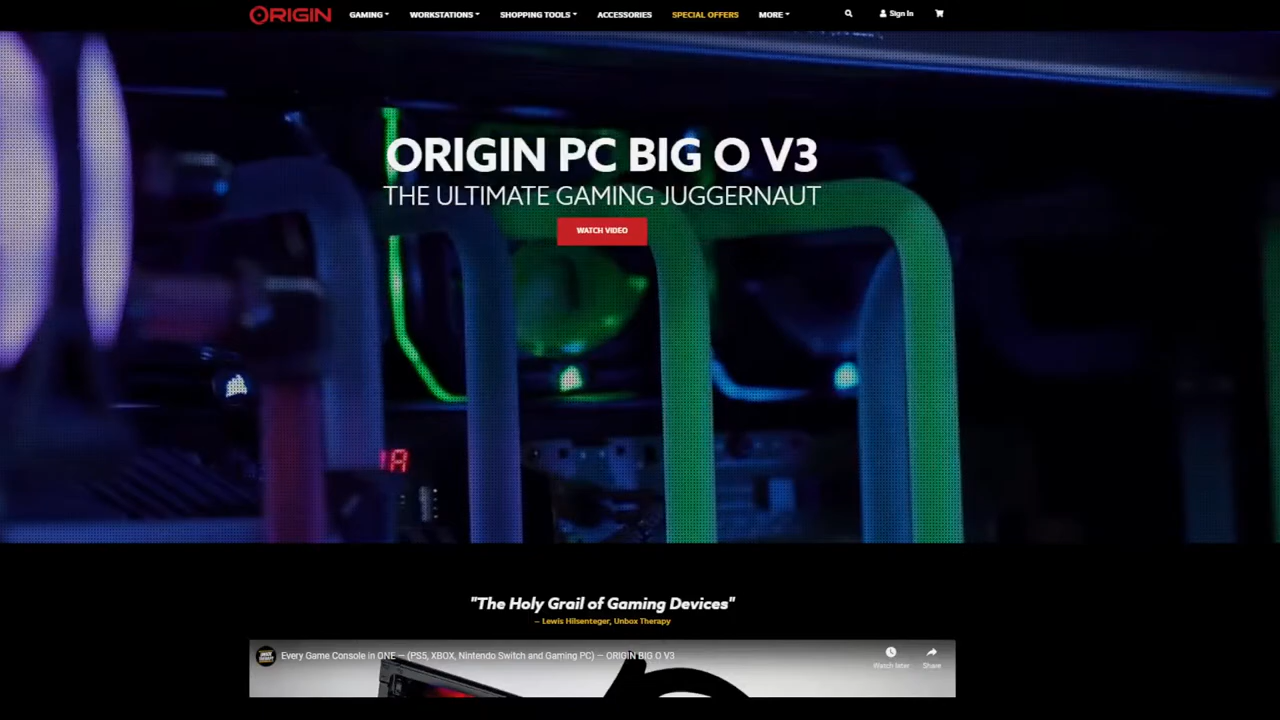 ORIGIN
GAMING WORKSTATIONS SHOPPING TOOLS ACCESSORIES SPECIAL OFFERS MORE Sign In
ORIGIN PC BIG O V3
THE ULTIMATE GAMING JUGGERNAUT
WATCH VIDEO
A
"The Holy Grail of Gaming Devices"
– Lewis Hilsenteger, Unbox Therapy
Every Game Console in ONE — (PS5, XBOX, Nintendo Switch and Gaming PC) — ORIGIN BIG O V3
Watch later Share